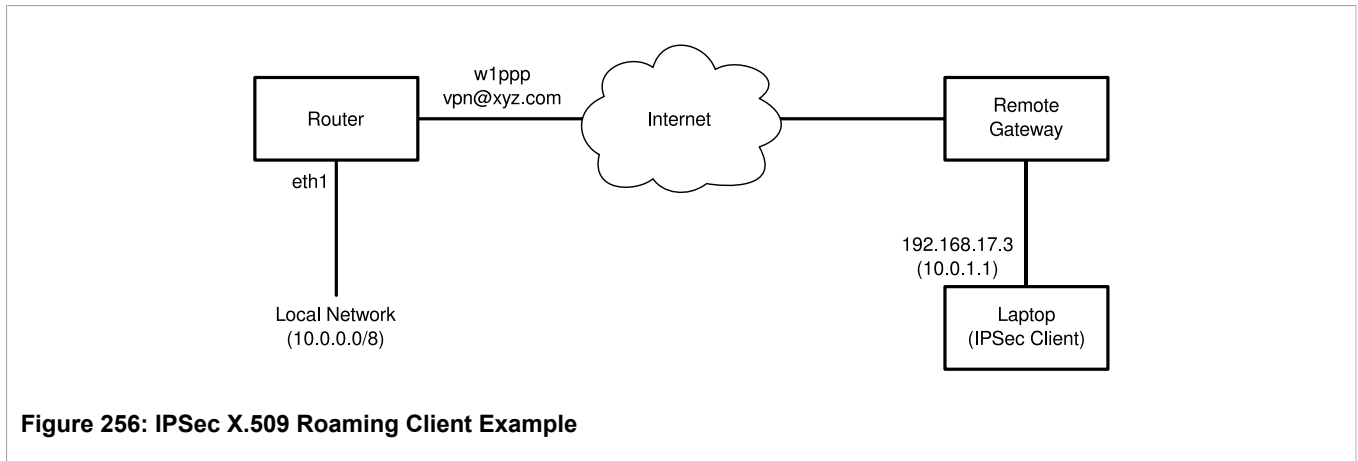 w1ppp
vpn@xyz.com
Router
Internet
Remote
Gateway
eth1
192.168.17.3
(10.0.1.1)
Local Network
(10.0.0.0/8)
Laptop
(IPSec Client)
Figure 256: IPSec X.509 Roaming Client Example